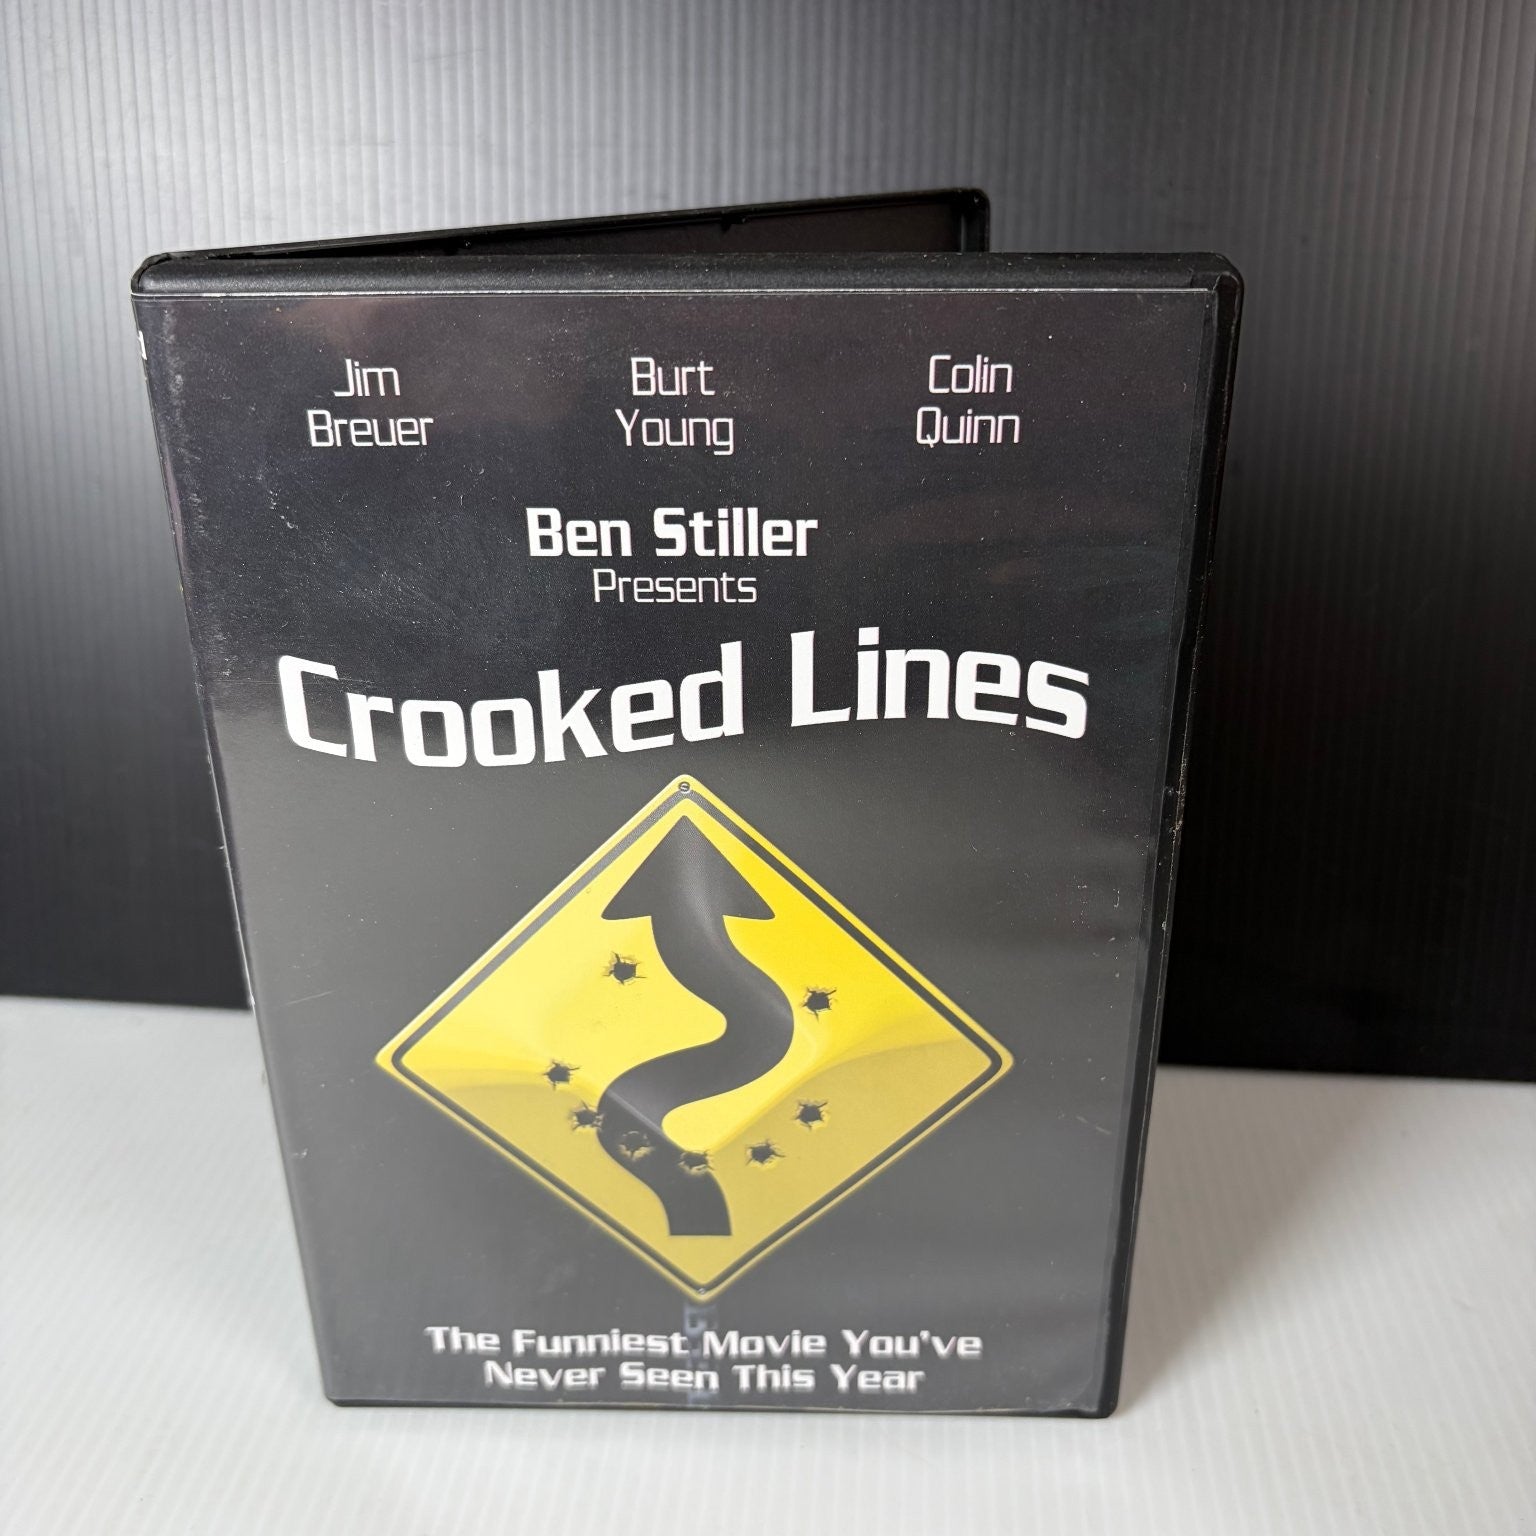 Jim Burt Colin
Breuer Young Quinn
Ben Stiller
Presents
Crooked Lines
The Funniest Movie You've
Never Seen This Year